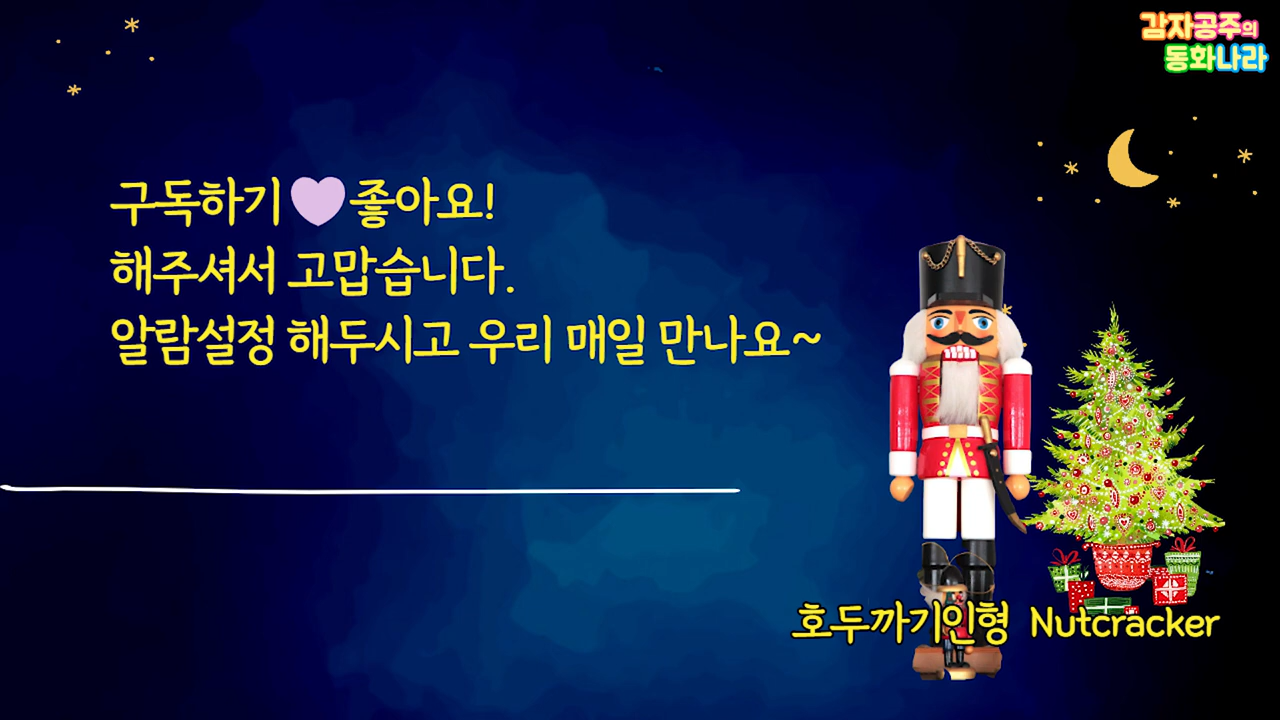 감자공주의
동화나라
구독하기 좋아요!
해주셔서 고맙습니다.
알람설정 해두시고 우리 매일 만나요~
호두까기인형 Nutcracker